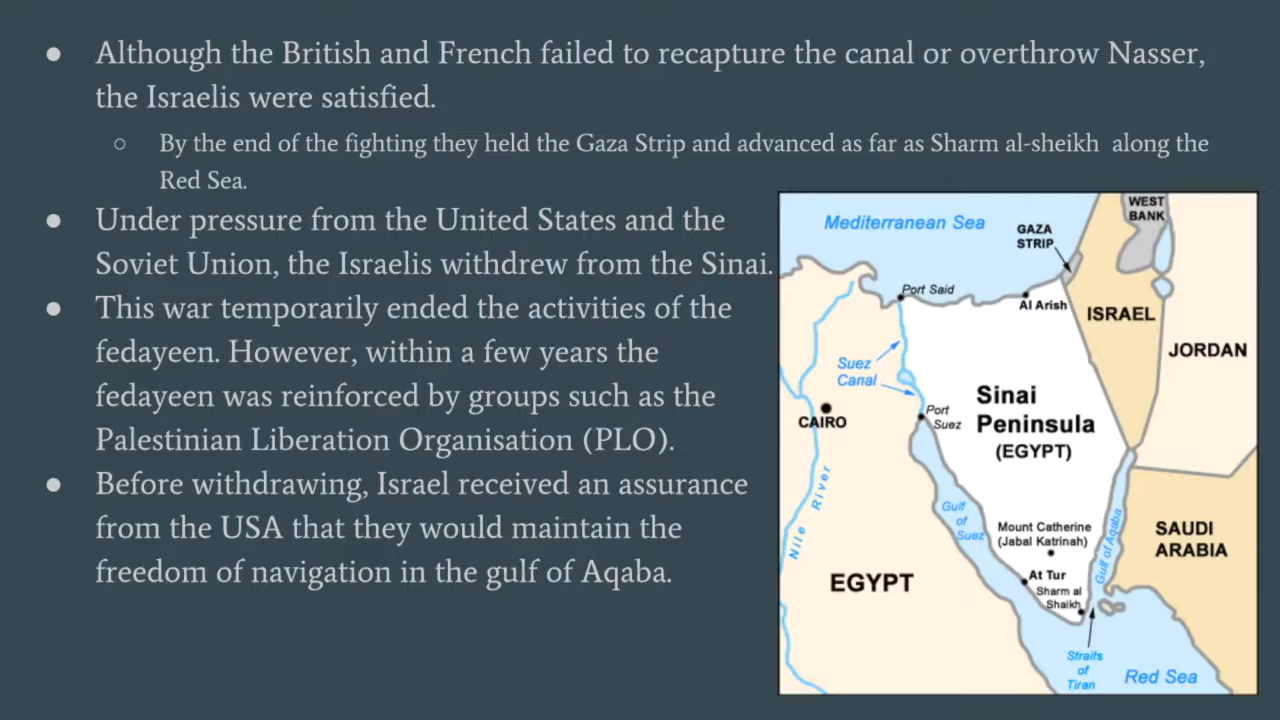 ● Although the British and French failed to recapture the canal or overthrow Nasser,
the Israelis were satisfied.
○ By the end of the fighting they held the Gaza Strip and advanced as far as Sharm al-sheikh along the
Red Sea.
● Under pressure from the United States and the
Soviet Union, the Israelis withdrew from the Sinai.
● This war temporarily ended the activities of the
fedayeen. However, within a few years the
fedayeen was reinforced by groups such as the
Palestinian Liberation Organisation (PLO).
● Before withdrawing, Israel received an assurance
from the USA that they would maintain the
freedom of navigation in the gulf of Aqaba.
Mediterranean Sea
GAZA
STRIP
WEST
BANK
Port Said
Al Arish
ISRAEL
JORDAN
Suez
Canal
CAIRO
Port
Suez
Sinai
Peninsula
(EGYPT)
Nile River
Gulf
of
Suez
Mount Catherine
(Jabal Katrinah)
Gulf of Aqaba
SAUDI
ARABIA
EGYPT
At Tur
Sharm al
Shaikh
Straits
of
Tiran
Red Sea